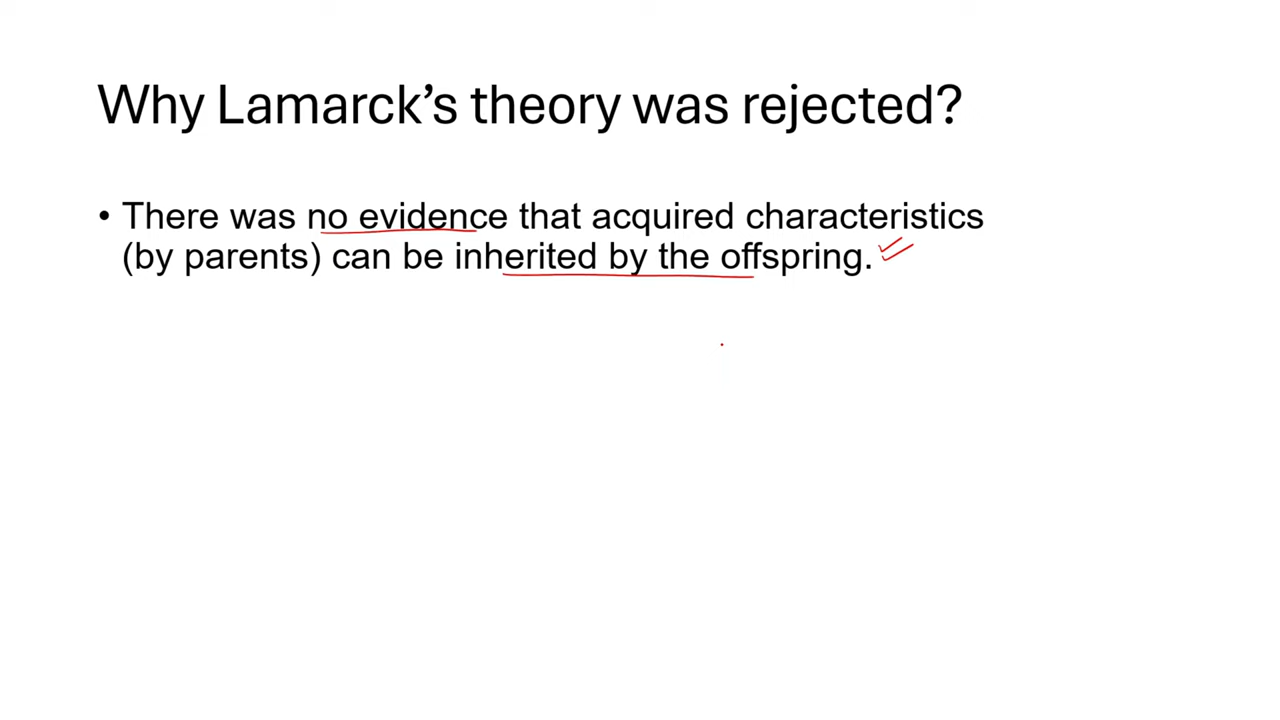 Why Lamarck’s theory was rejected?
• There was no evidence that acquired characteristics
(by parents) can be inherited by the offspring.